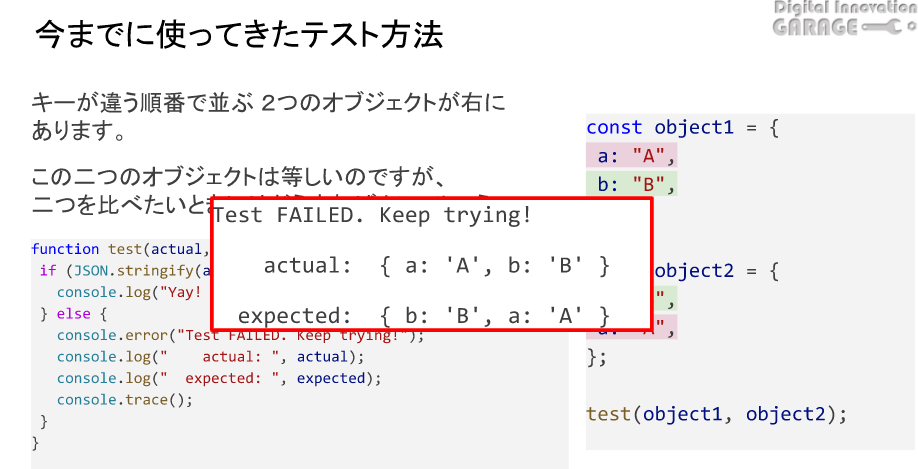 今までに使ってきたテスト方法
Digital Innovation
GARAGE
キーが違う順番で並ぶ 2つのオブジェクトが右に
あります。
この二つのオブジェクトは等しいのですが、
二つを比べたいとき
function test(actual,
if (JSON.stringify(a
console.log("Yay!
} else {
console.error("Test FAILED. Keep trying!");
console.log("    actual: ", actual);
console.log("  expected: ", expected);
console.trace();
}
}
Test FAILED. Keep trying!
actual:  { a: 'A', b: 'B' }
expected:  { b: 'B', a: 'A' }
const object1 = {
a: "A",
b: "B",
object2 = {
",
a: "A",
};
test(object1, object2);